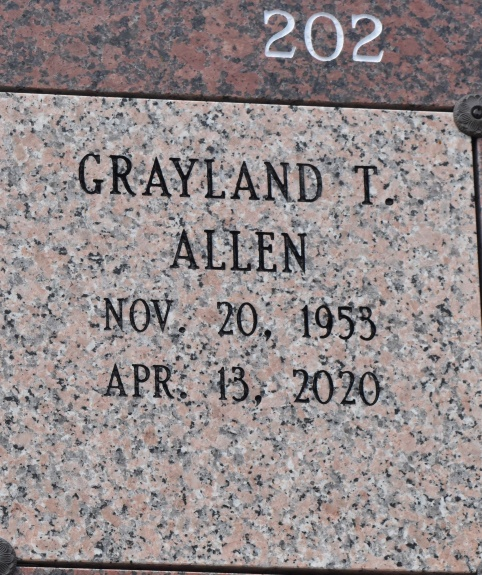 202
GRAYLAND T.
ALLEN
NOV. 20, 1953
APR. 13, 2020